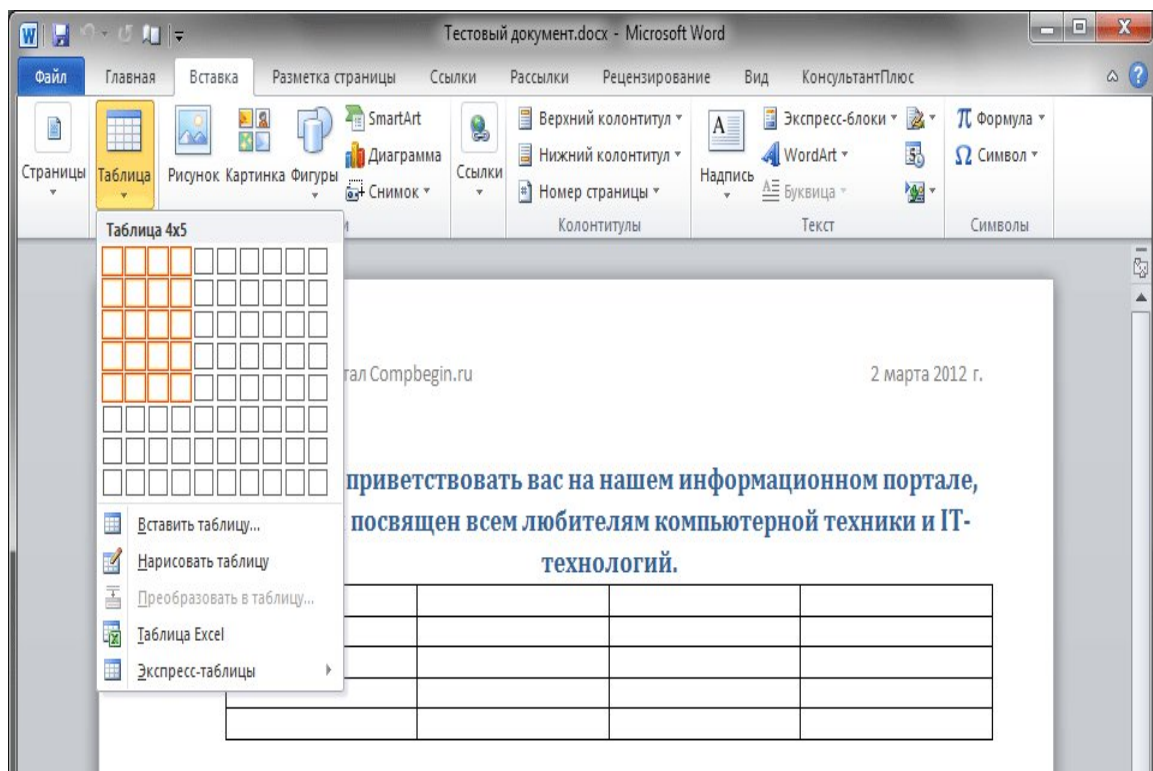 Тестовый документ.docx - Microsoft Word
Файл Главная Вставка Разметка страницы Ссылки Рассылки Рецензирование Вид КонсультантПлюс
Страницы
Таблица
Рисунок Картинка Фигуры
SmartArt
Диаграмма
Снимок
Ссылки
Верхний колонтитул
Нижний колонтитул
Номер страницы
Колонтитулы
Надпись
Экспресс-блоки
WordArt
Буквица
Текст
π Формула
Ω Символ
Символы
Таблица 4x5
Вставить таблицу...
Нарисовать таблицу
Преобразовать в таблицу...
Таблица Excel
Экспресс-таблицы
Compbegin.ru 2 марта 2012 г.
приветствовать вас на нашем информационном портале,
посвящен всем любителям компьютерной техники и IT-
технологий.